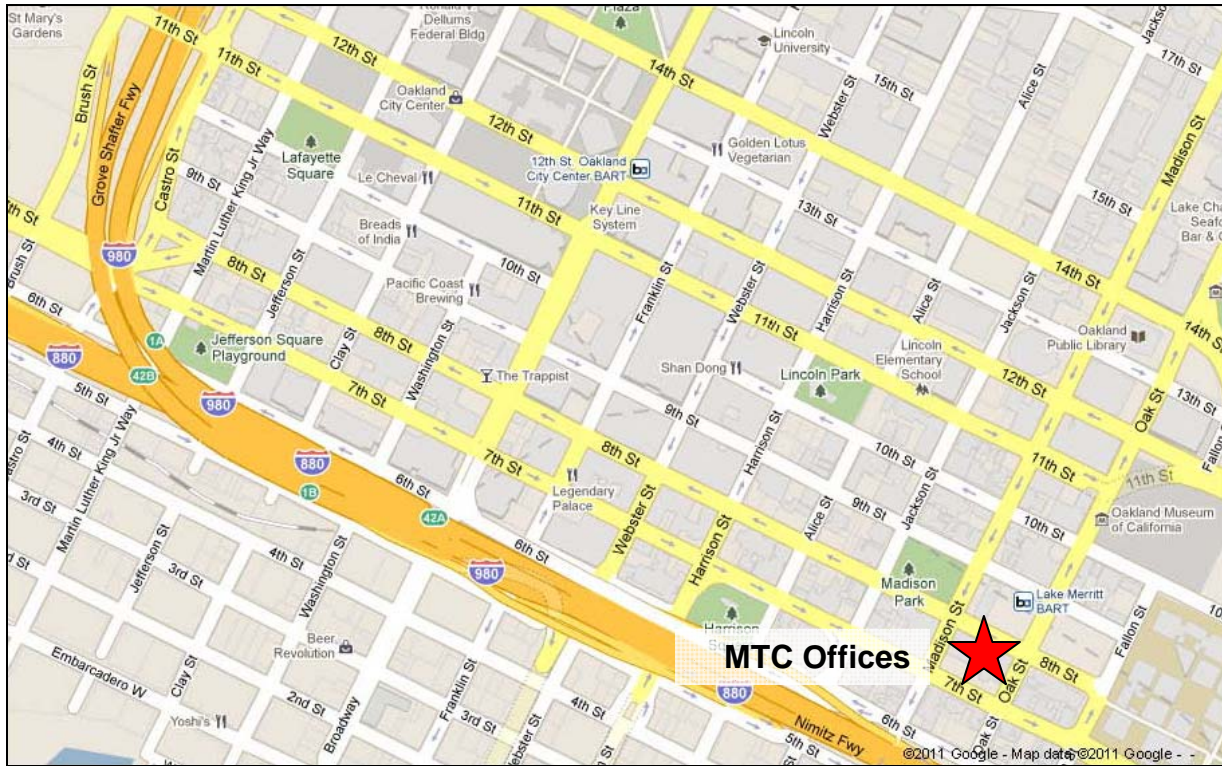 St Mary's
Gardens
11th St
Ronald V
Dellums
Federal Bldg
Plaza
Lincoln
University
Jackson St
17th St
Brush St
Grove Shafter Fwy
11th St
12th St
Oakland
City Center
14th St
Webster St
15th St
Alice St
Madison St
Castro St
Lafayette
Square
Martin Luther King Jr Way
12th St
Golden Lotus
Vegetarian
9th St
Le Cheval
12th St. Oakland
City Center BART
13th St
15th St
Lake Cha
Seaf
Bar & G
7th St
Breads
of India
11th St
Key Line
System
Brush St
980
8th St
Jefferson St
10th St
Franklin St
Webster St
Harrison St
Alice St
Jackson St
14th St
6th St
Pacific Coast
Brewing
8th St
11th St
14th St
880
1A
Jefferson Square
Playground
Clay St
Washington St
Lincoln
Elementary
School
Oakland
Public Library
42B
5th St
980
7th St
The Trappist
Shan Dong
Lincoln Park
12th St
13th St
Castro St
4th St
Martin Luther King Jr Way
9th St
Oak St
Fallon St
3rd St
880
1B
6th St
7th St
8th St
Harrison St
10th St
11th St
11th St
Legendary
Palace
42A
Webster St
Alice St
9th St
Jackson St
10th St
Oakland Museum
of California
Jefferson St
4th St
980
6th St
Harrison St
Madison
Park
3rd St
Washington St
Lake Merritt
BART
Beer
Revolution
MTC Offices
Madison St
8th St
Fallon St
Embarcadero W
Clay St
2nd St
Franklin St
880
7th St
Oak St
Yoshi's
Broadway
3rd St
4th St
Nimitz Fwy
5th St
6th St
Oak St
©2011 Google - Map data ©2011 Google - -